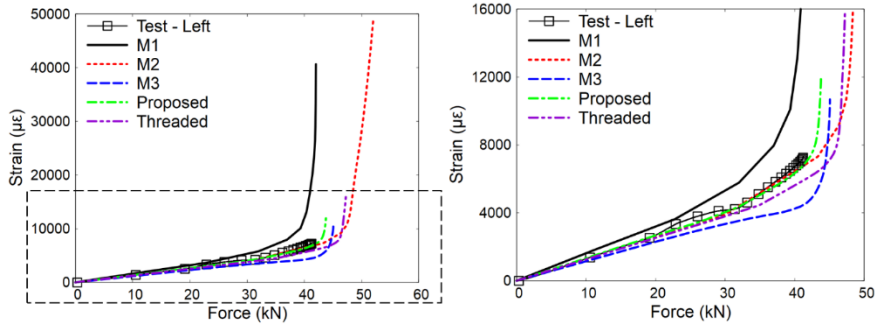 50000
40000
30000
20000
10000
0
Strain (με)
Test - Left
M1
M2
M3
Proposed
Threaded
0 10 20 30 40 50 60
Force (kN)
16000
12000
8000
4000
0
Strain (με)
Test - Left
M1
M2
M3
Proposed
Threaded
0 10 20 30 40 50
Force (kN)